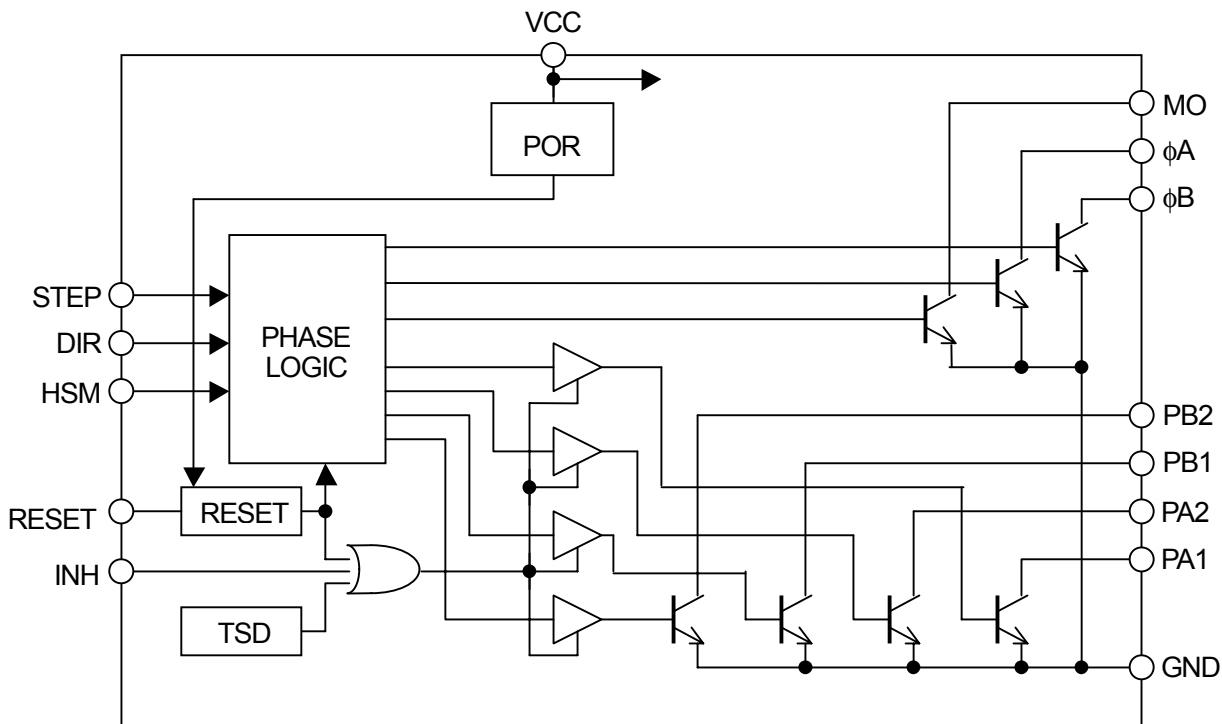 VCC
POR
MO
ϕA
ϕB
STEP
DIR
HSM
PHASE
LOGIC
PB2
PB1
PA2
PA1
GND
RESET
RESET
INH
TSD